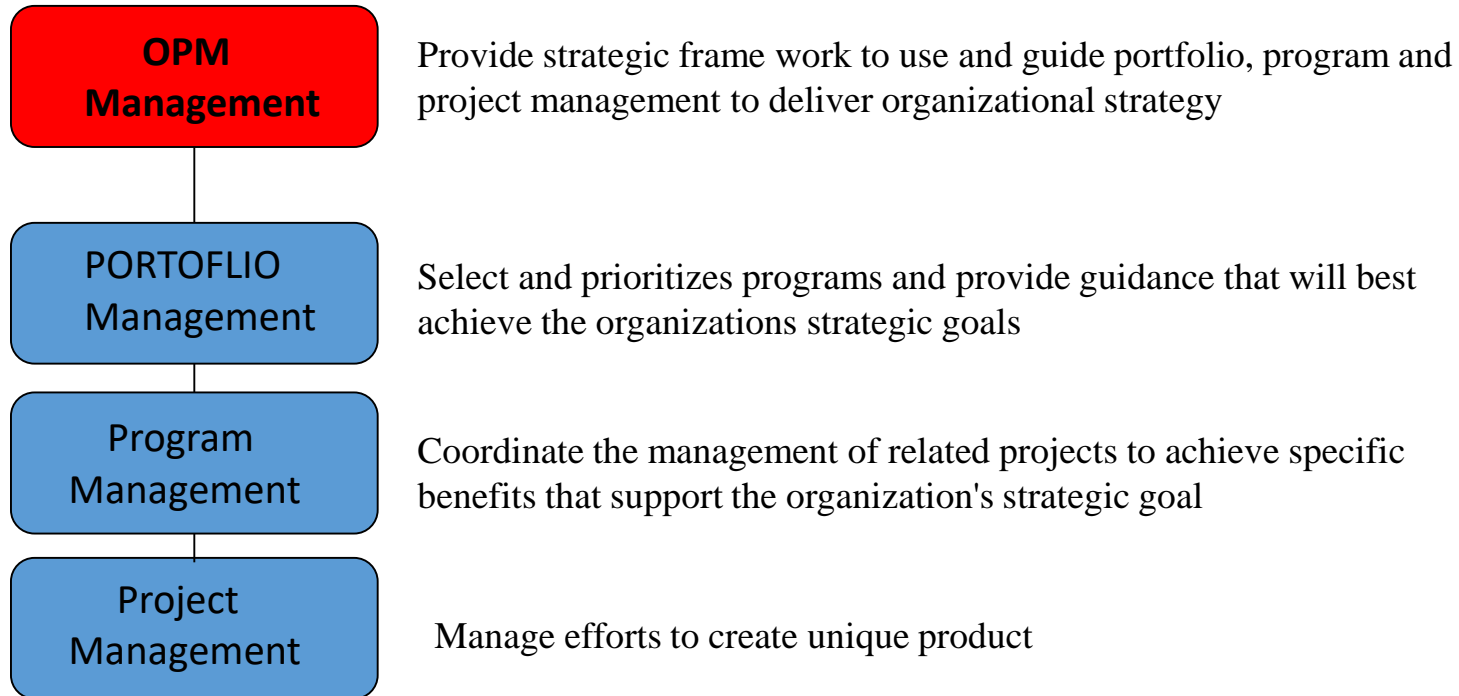 OPM
Management
Provide strategic frame work to use and guide portfolio, program and
project management to deliver organizational strategy
PORTOFLIO
Management
Select and prioritizes programs and provide guidance that will best
achieve the organizations strategic goals
Program
Management
Coordinate the management of related projects to achieve specific
benefits that support the organization's strategic goal
Project
Management
Manage efforts to create unique product